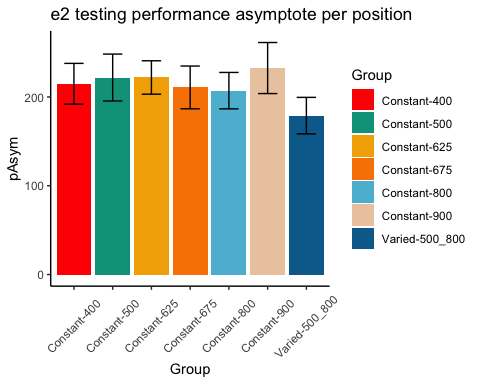 e2 testing performance asymptote per position
pAsym
200
100
0
Constant-400
Constant-500
Constant-625
Constant-675
Constant-800
Constant-900
Varied-500_800
Group
Group
Constant-400
Constant-500
Constant-625
Constant-675
Constant-800
Constant-900
Varied-500_800